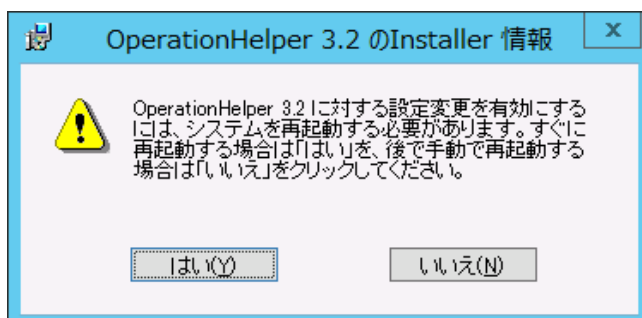 OperationHelper 3.2 のInstaller 情報
x
OperationHelper 3.2 に対する設定変更を有効にする
には、システムを再起動する必要があります。すぐに
再起動する場合は「はい」を、後で手動で再起動する
場合は「いいえ」をクリックしてください。
はい(Y)
いいえ(N)